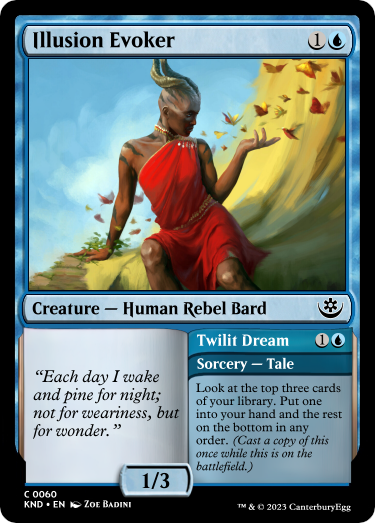 Illusion Evoker 1
Creature — Human Rebel Bard
“Each day I wake
and pine for night;
not for weariness, but
for wonder.”
Twilit Dream 1
Sorcery — Tale
Look at the top three cards
of your library. Put one
into your hand and the rest
on the bottom in any
order. (Cast a copy of this
once while this is on the
battlefield.)
1/3
C 0060
KND • EN Zoe Badini
™ & © 2023 CanterburyEgg